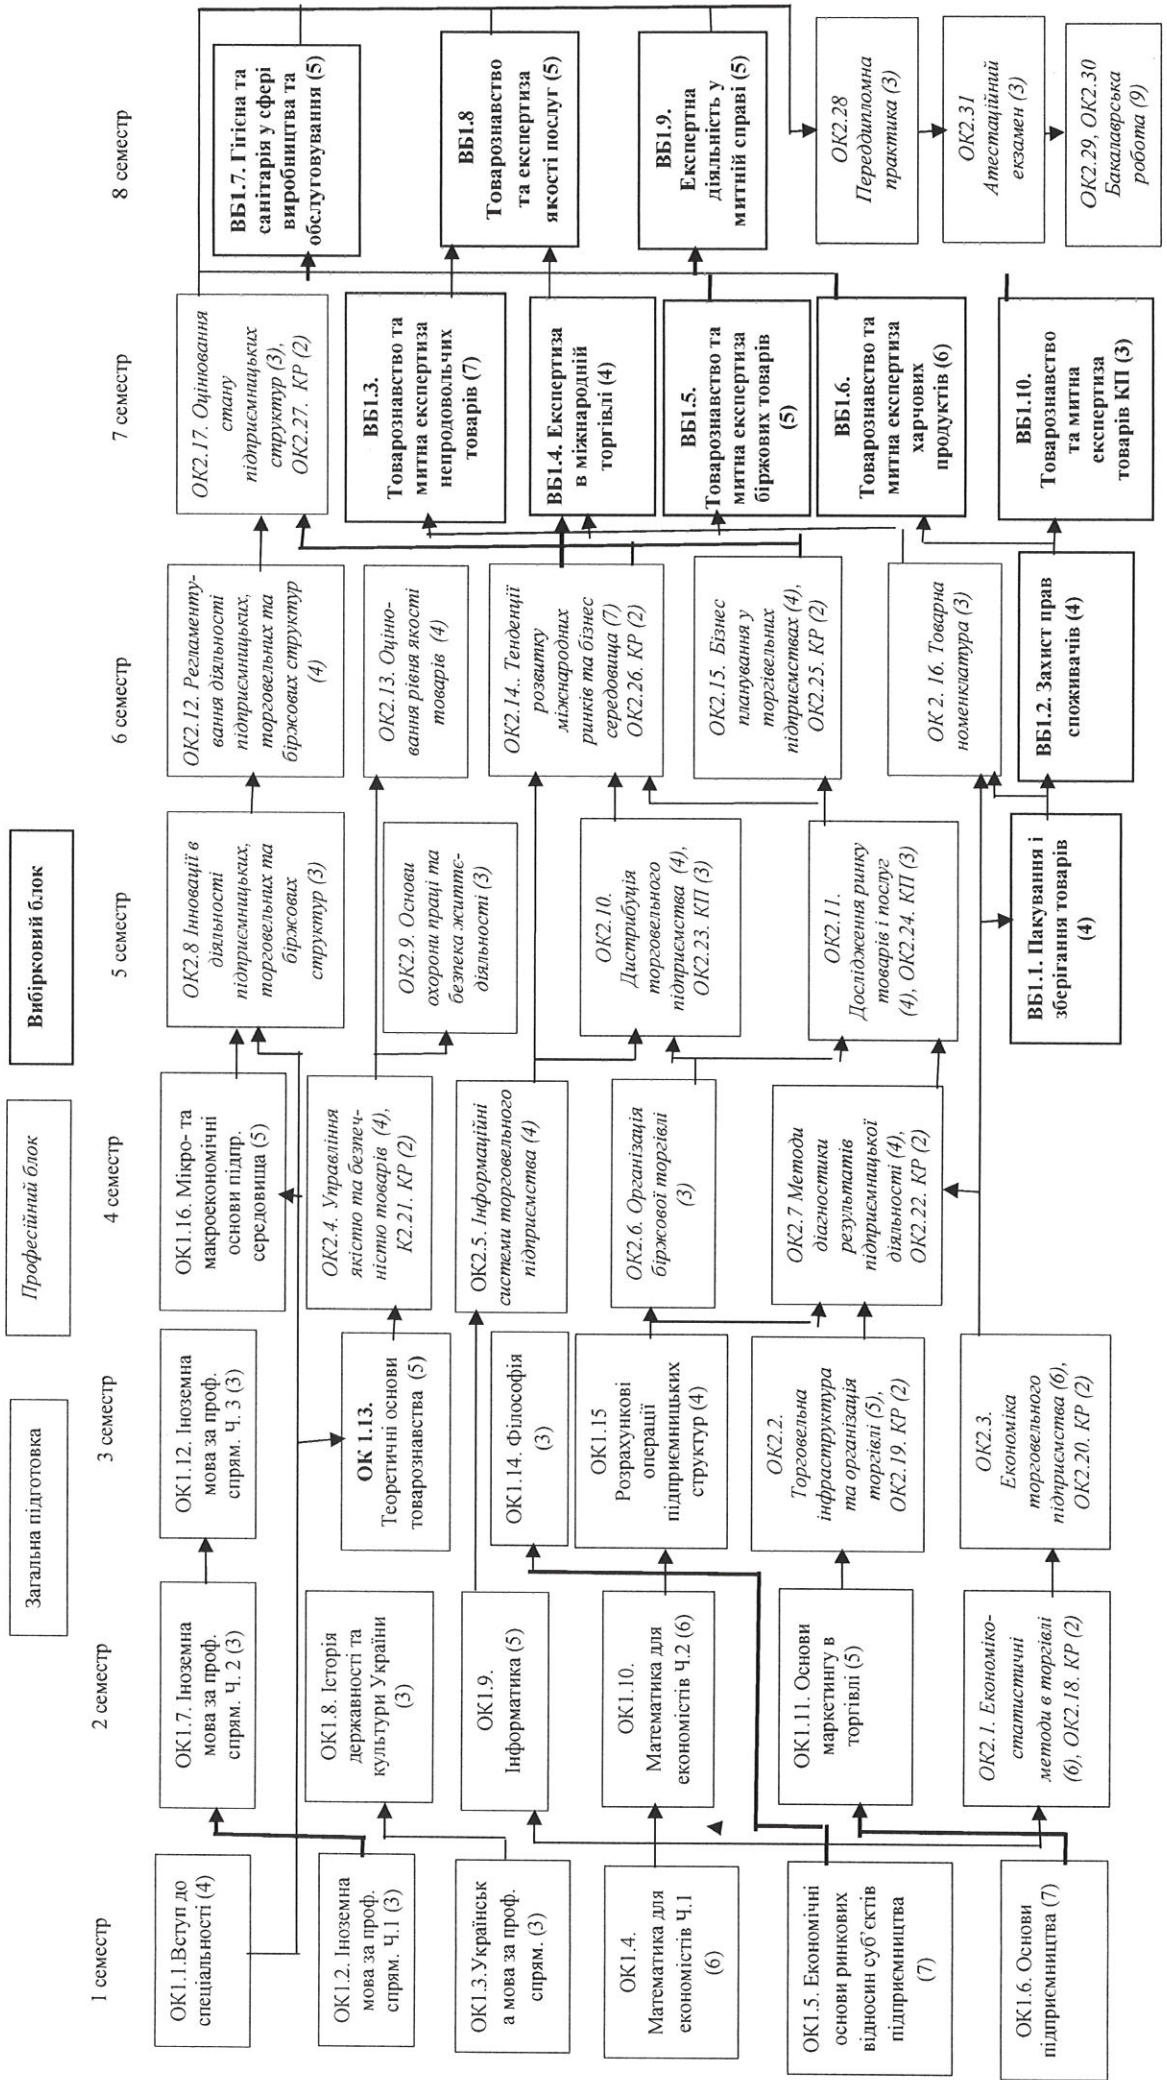 Загальна підготовка
Професійний блок
Вибірковий блок
1 семестр
2 семестр
3 семестр
4 семестр
5 семестр
6 семестр
7 семестр
8 семестр
ОК1.1.Вступ до
спеціальності (4)
ОК1.2. Іноземна
мова за проф.
спрям. Ч.1 (3)
ОК1.3.Українськ
а мова за проф.
спрям. (3)
ОК1.4.
Математика для
економістів Ч.1
(6)
ОК1.5. Економічні
основи ринкових
відносин суб’єктів
підприємництва
(7)
ОК1.6. Основи
підприємництва (7)
ОК1.7. Іноземна
мова за проф.
спрям. Ч. 2 (3)
ОК1.8. Історія
державності та
культури України
(3)
ОК1.9.
Інформатика (5)
ОК1.10.
Математика для
економістів Ч.2 (6)
ОК1.11. Основи
маркетингу в
торгівлі (5)
ОК2.1. Економіко-
статистичні
методи в торгівлі
(6), ОК2.18. КР (2)
ОК1.12. Іноземна
мова за проф.
спрям. Ч. 3 (3)
ОК 1.13.
Теоретичні основи
товарознавства (5)
ОК1.14. Філософія
(3)
ОК1.15
Розрахункові
операції
підприємницьких
структур (4)
ОК2.2.
Торговельна
інфраструктура
та організація
торгівлі (5),
ОК2.19. КР (2)
ОК2.3.
Економіка
торговельного
підприємства (6),
ОК2.20. КР (2)
ОК1.16. Мікро- та
макроекономічні
основи підпр.
середовища (5)
ОК2.4. Управління
якістю та безпеч-
ністю товарів (4),
К2.21. КР (2)
ОК2.5. Інформаційні
системи торговельного
підприємства (4)
ОК2.6. Організація
біржової торгівлі
(3)
ОК2.7 Методи
діагностики
результатів
підприємницької
діяльності (4),
ОК2.22. КР (2)
ОК2.8 Інновації в
діяльності
підприємницьких,
торговельних та
біржових
структур (3)
ОК2.9. Основи
охорони праці та
безпека життє-
діяльності (3)
ОК2.10.
Дистрибуція
торговельного
підприємства (4),
ОК2.23. КП (3)
ОК2.11.
Дослідження ринку
товарів і послуг
(4), ОК2.24. КП (3)
ВБ1.1. Пакування і
зберігання товарів
(4)
ОК2.12. Регламенту-
вання діяльності
підприємницьких,
торговельних та
біржових структур
(4)
ОК2.13. Оціню-
вання рівня якості
товарів (4)
ОК2.14.. Тенденції
розвитку
міжнародних
ринків та бізнес
середовища (7)
ОК2.26. КР (2)
ОК2.15. Бізнес
планування у
торгівельних
підприємствах (4),
ОК2.25. КР (2)
ОК 2.16. Товарна
номенклатура (3)
ВБ1.2. Захист прав
споживачів (4)
ОК2.17. Оцінювання
стану
підприємницьких
структур (3),
ОК2.27. КР (2)
ВБ1.3.
Товарознавство та
митна експертиза
непродовольчих
товарів (7)
ВБ1.4. Експертиза
в міжнародній
торгівлі (4)
ВБ1.5.
Товарознавство та
митна експертиза
біржових товарів
(5)
ВБ1.6.
Товарознавство та
митна експертиза
харчових
продуктів (6)
ВБ1.10.
Товарознавство
та митна
експертиза
товарів КП (3)
ВБ1.7. Гігієна та
санітарія у сфері
виробництва та
обслуговування (5)
ВБ1.8
Товарознавство
та експертиза
якості послуг (5)
ВБ1.9.
Експертна
діяльність у
митній справі (5)
ОК2.28
Переддипломна
практика (3)
ОК2.31
Атестаційний
екзамен (3)
ОК2.29, ОК2.30
Бакалаврська
робота (9)